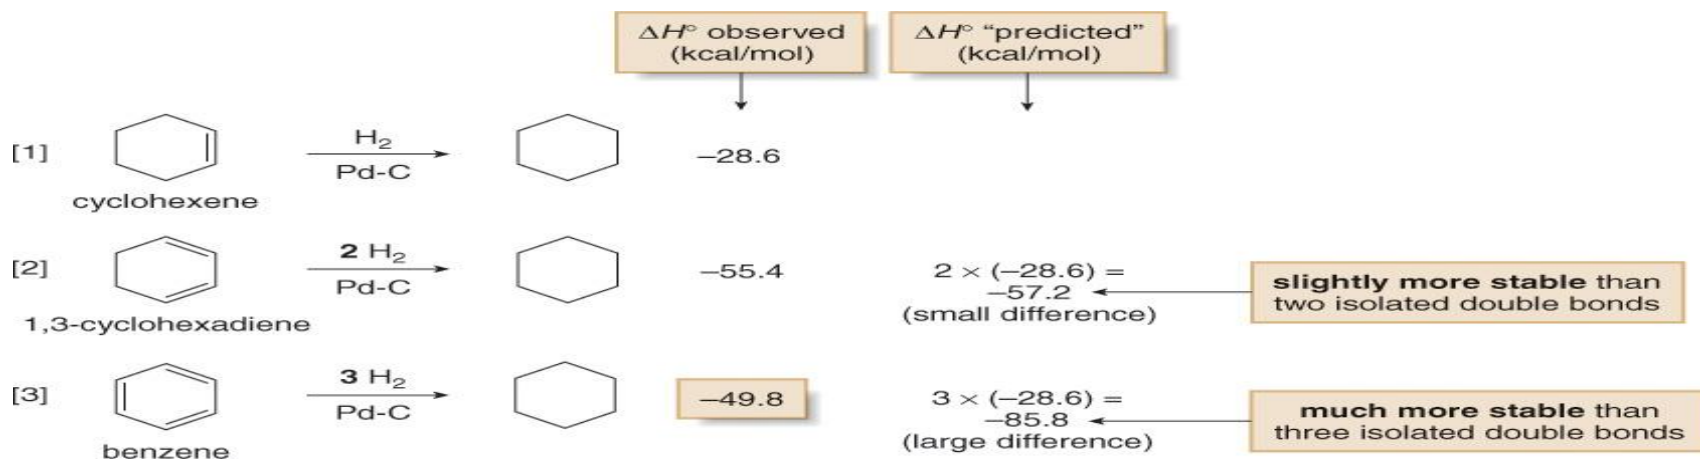 ΔH° observed
(kcal/mol)
ΔH° “predicted”
(kcal/mol)
[1]
H₂
Pd-C
–28.6
cyclohexene
[2]
2 H₂
Pd-C
–55.4
2 × (–28.6) =
–57.2
(small difference)
slightly more stable than
two isolated double bonds
1,3-cyclohexadiene
[3]
3 H₂
Pd-C
–49.8
3 × (–28.6) =
–85.8
(large difference)
much more stable than
three isolated double bonds
benzene